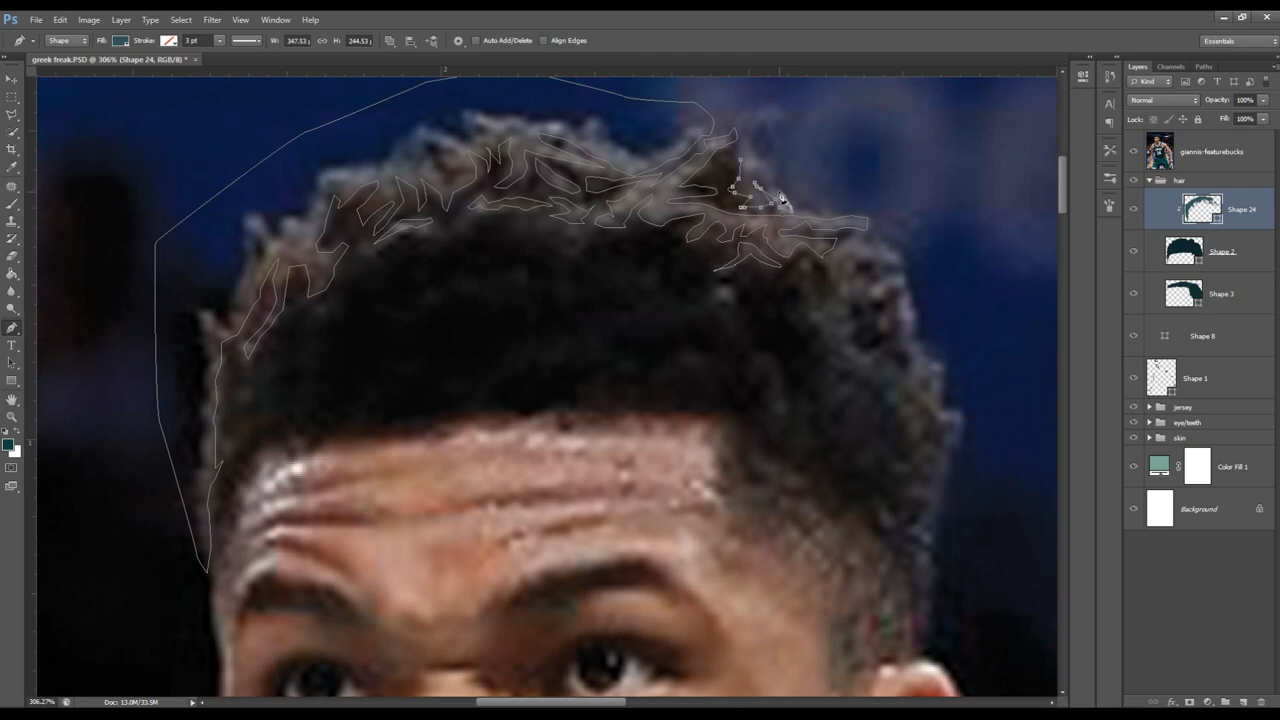 Ps File Edit Image Layer Type Select Filter View Window Help
Shape Fill: Stroke: 3 pt W: 347.53 H: 244.53 Auto Add/Delete Align Edges Essentials
greek freak.PSD @ 306% (Shape 24, RGB/8) * ×
2
1
Layers Channels Paths
Kind
Normal Opacity: 100%
Lock: Fill: 100%
giannis-featurebucks
hair
Shape 24
Shape 2
Shape 3
Shape 8
Shape 1
jersey
eye/teeth
skin
Color Fill 1
Background
306.27% Doc: 13.0M/33.5M